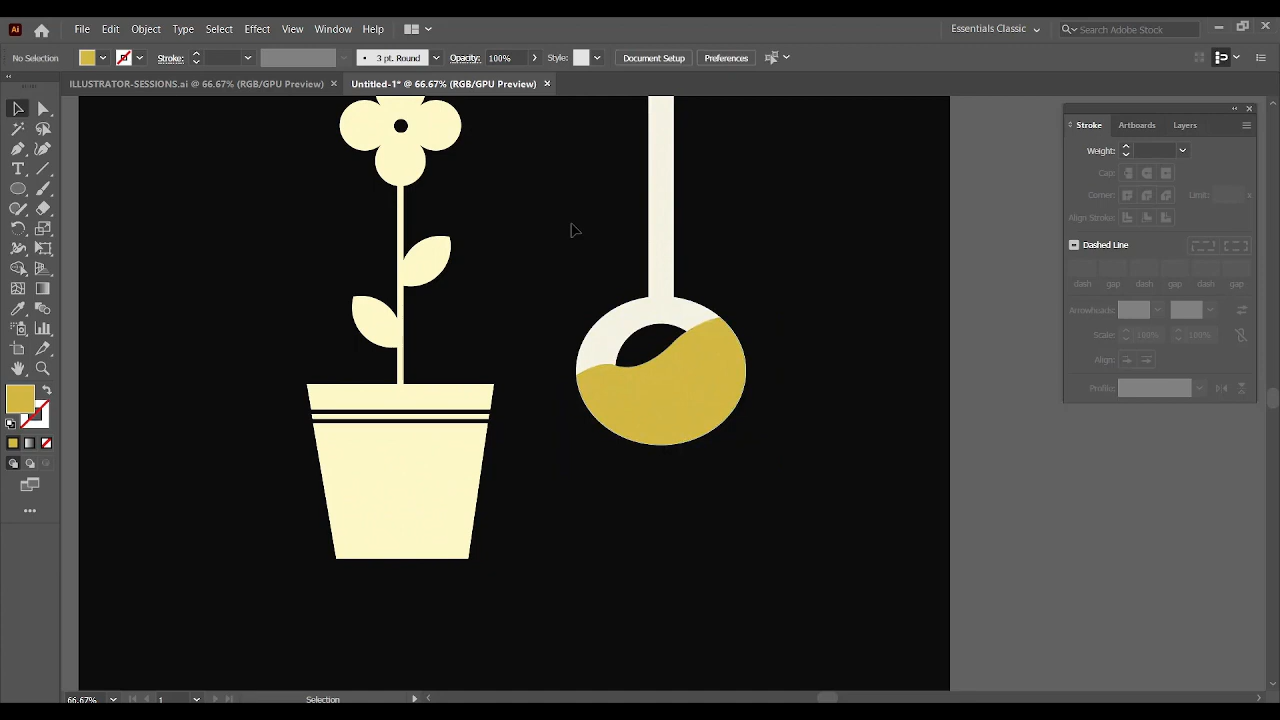 Ai
File Edit Object Type Select Effect View Window Help
Essentials Classic
Search Adobe Stock
No Selection
Stroke:
3 pt. Round
Opacity: 100%
Style:
Document Setup
Preferences
ILLUSTRATOR-SESSIONS.ai @ 66.67% (RGB/GPU Preview) ×
Untitled-1* @ 66.67% (RGB/GPU Preview) ×
Stroke Artboards Layers
Weight:
Cap:
Corner: Limit: x
Align Stroke:
Dashed Line
dash gap dash gap dash gap
Arrowheads:
Scale: 100% 100%
Align:
Profile:
66.67% 1 Selection